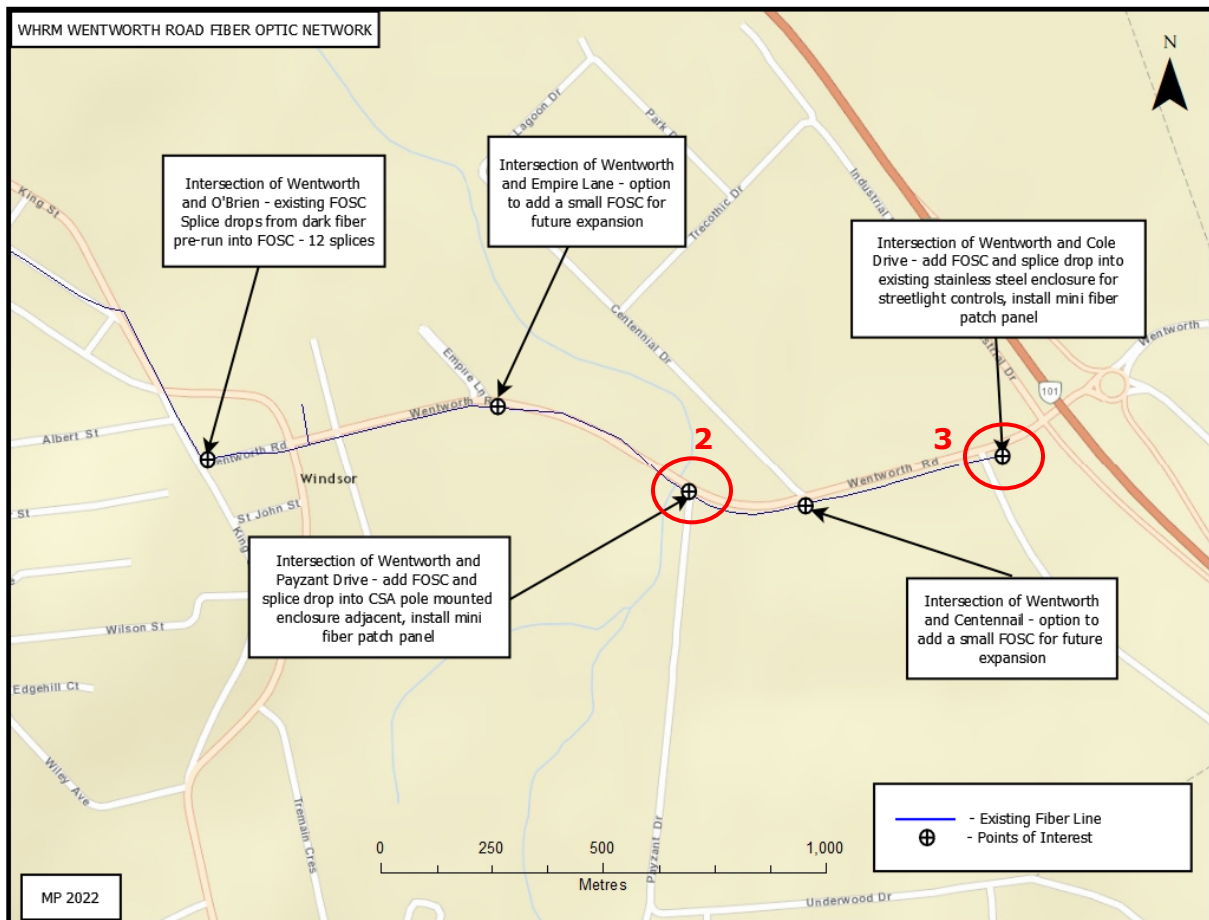 WHRM WENTWORTH ROAD FIBER OPTIC NETWORK
N
Lagoon Dr
Park D
Trecothic Dr
Industrial
King St
Intersection of Wentworth
and O'Brien - existing FOSC
Splice drops from dark fiber
pre-run into FOSC - 12 splices
Intersection of Wentworth
and Empire Lane - option
to add a small FOSC for
future expansion
Intersection of Wentworth and Cole
Drive - add FOSC and splice drop into
existing stainless steel enclosure for
streetlight controls, install mini fiber
patch panel
Centennial Dr
Wentworth
ustrial Dr
101
Empire Ln
Wentworth R
Albert St
entworth Rd
Windsor
2
3
Wentworth Rd
St
St John St
King
Intersection of Wentworth and
Payzant Drive - add FOSC and
splice drop into CSA pole mounted
enclosure adjacent, install mini
fiber patch panel
Intersection of Wentworth
and Centennail - option to
add a small FOSC for future
expansion
Wilson St
Edgehill Ct
Wiley Ave
Tremain Cres
Payzant Dr
Underwood Dr
0 250 500 1,000
Metres
- Existing Fiber Line
- Points of Interest
MP 2022